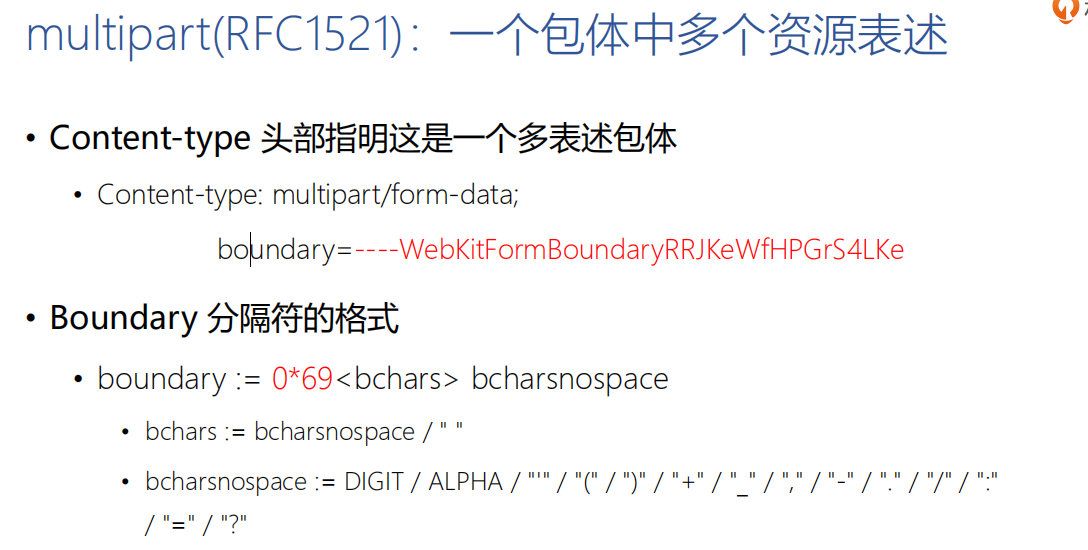 multipart(RFC1521)：一个包体中多个资源表述
• Content-type 头部指明这是一个多表述包体
• Content-type: multipart/form-data;
boundary=----WebKitFormBoundaryRRJKeWfHPGrS4LKe
• Boundary 分隔符的格式
• boundary := 0*69<bchars> bcharsnospace
• bchars := bcharsnospace / " "
• bcharsnospace := DIGIT / ALPHA / "'" / "(" / ")" / "+" / "_" / "," / "-" / "." / "/" / ":"
/ "=" / "?"